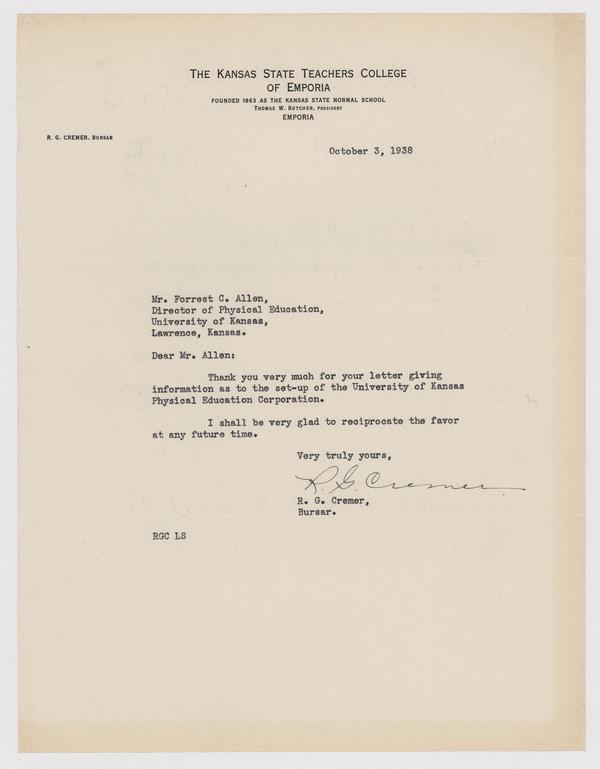 THE KANSAS STATE TEACHERS COLLEGE
OF EMPORIA
FOUNDED 1863 AS THE KANSAS STATE NORMAL SCHOOL
THOMAS W. BUTCHER, PRESIDENT
EMPORIA
R. G. CREMER, BURSAR
October 3, 1938
Mr. Forrest C. Allen,
Director of Physical Education,
University of Kansas,
Lawrence, Kansas.
Dear Mr. Allen:
Thank you very much for your letter giving
information as to the set-up of the University of Kansas
Physical Education Corporation.
I shall be very glad to reciprocate the favor
at any future time.
Very truly yours,
R. G. Cremer
R. G. Cremer,
Bursar.
RGC LS